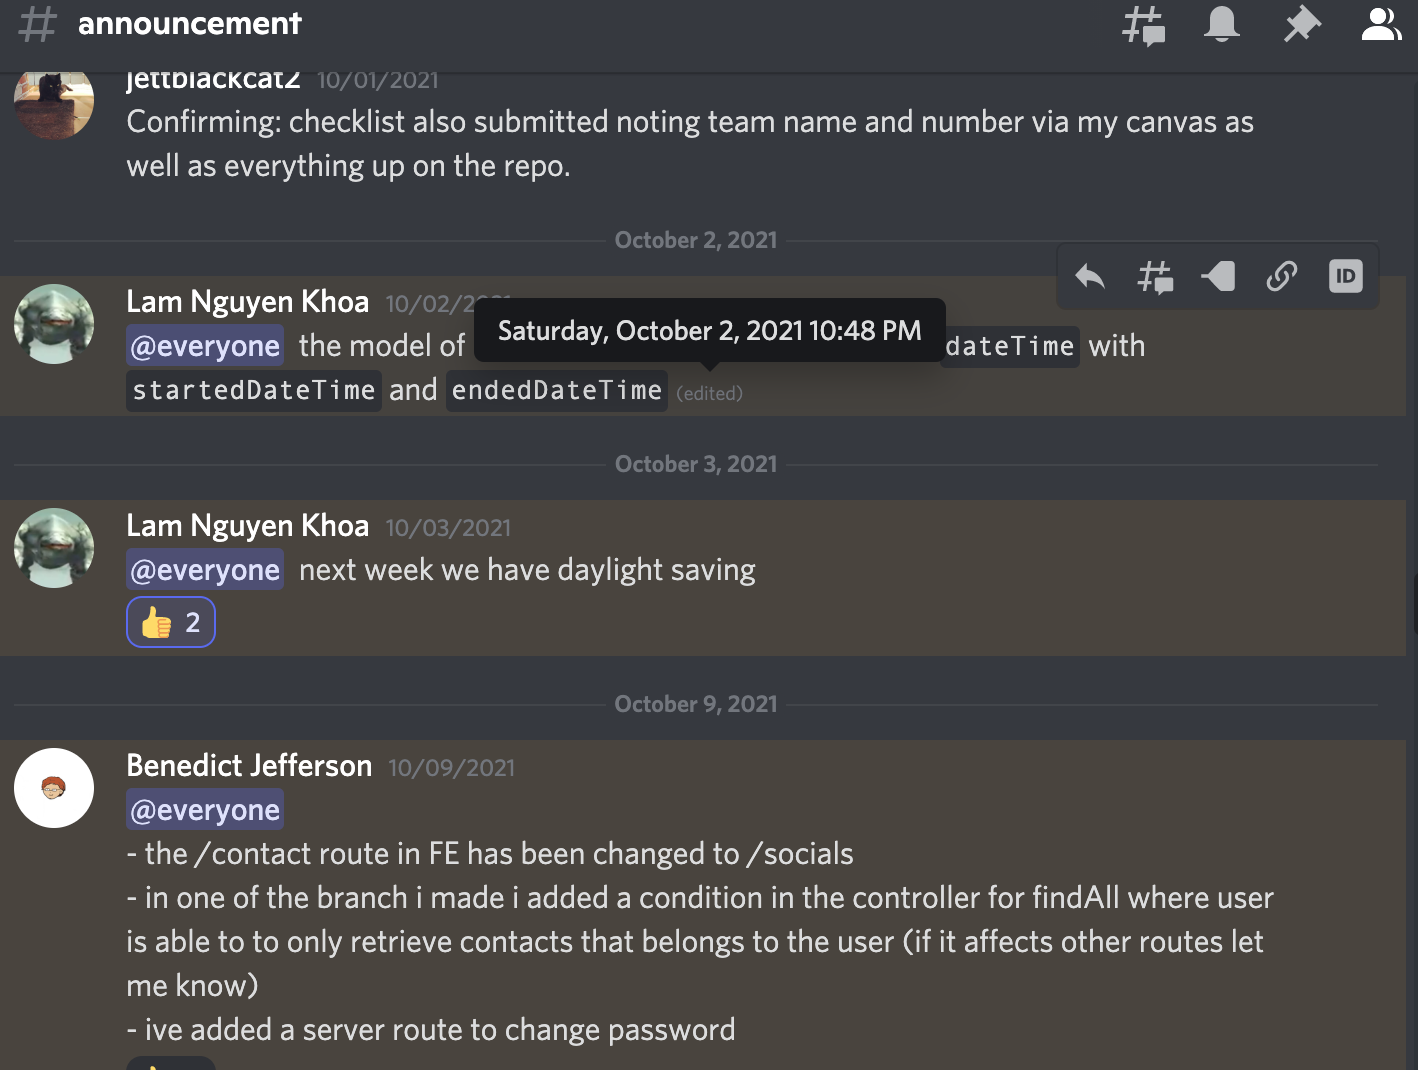 announcement
jettblackcat2 10/01/2021
Confirming: checklist also submitted noting team name and number via my canvas as
well as everything up on the repo.
October 2, 2021
ID
Lam Nguyen Khoa 10/02/2021
Saturday, October 2, 2021 10:48 PM
@everyone the model of dateTime with
startedDateTime and endedDateTime (edited)
October 3, 2021
Lam Nguyen Khoa 10/03/2021
@everyone next week we have daylight saving
👍 2
October 9, 2021
Benedict Jefferson 10/09/2021
@everyone
- the /contact route in FE has been changed to /socials
- in one of the branch i made i added a condition in the controller for findAll where user
is able to to only retrieve contacts that belongs to the user (if it affects other routes let
me know)
- ive added a server route to change password